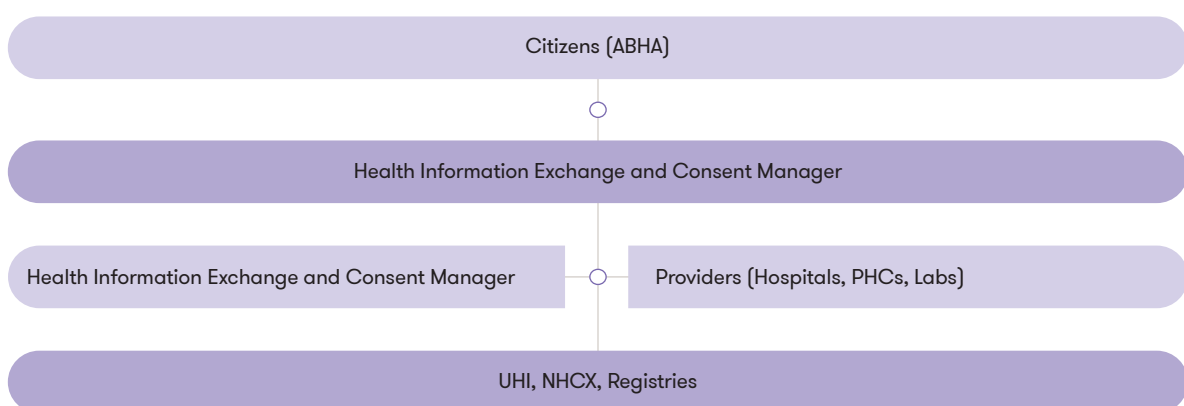 Citizens (ABHA)
Health Information Exchange and Consent Manager
Health Information Exchange and Consent Manager
Providers (Hospitals, PHCs, Labs)
UHI, NHCX, Registries